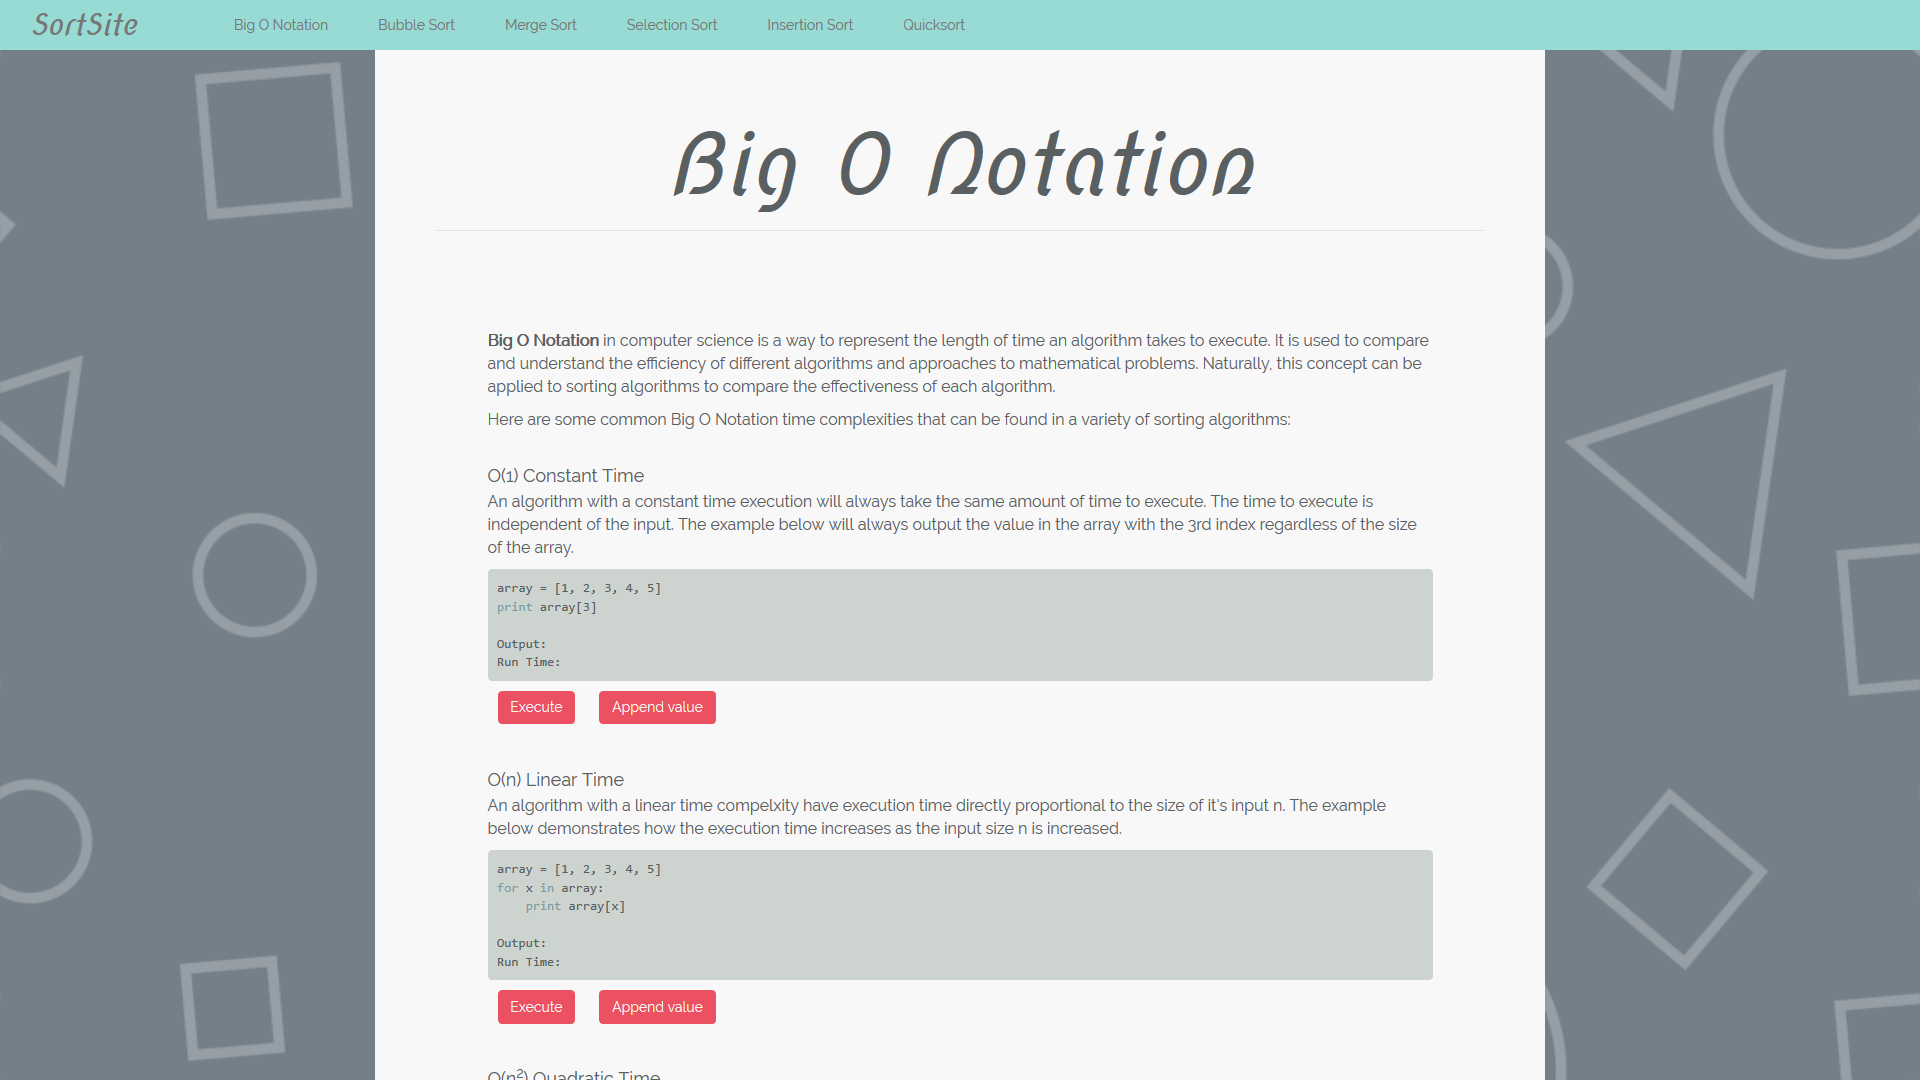 SortSite Big O Notation Bubble Sort Merge Sort Selection Sort Insertion Sort Quicksort
Big O Notation
Big O Notation in computer science is a way to represent the length of time an algorithm takes to execute. It is used to compare
and understand the efficiency of different algorithms and approaches to mathematical problems. Naturally, this concept can be
applied to sorting algorithms to compare the effectiveness of each algorithm.
Here are some common Big O Notation time complexities that can be found in a variety of sorting algorithms:
O(1) Constant Time
An algorithm with a constant time execution will always take the same amount of time to execute. The time to execute is
independent of the input. The example below will always output the value in the array with the 3rd index regardless of the size
of the array.
array = [1, 2, 3, 4, 5]
print array[3]
Output:
Run Time:
Execute Append value
O(n) Linear Time
An algorithm with a linear time compelxity have execution time directly proportional to the size of it's input n. The example
below demonstrates how the execution time increases as the input size n is increased.
array = [1, 2, 3, 4, 5]
for x in array:
    print array[x]
Output:
Run Time:
Execute Append value
O(n²) Quadratic Time